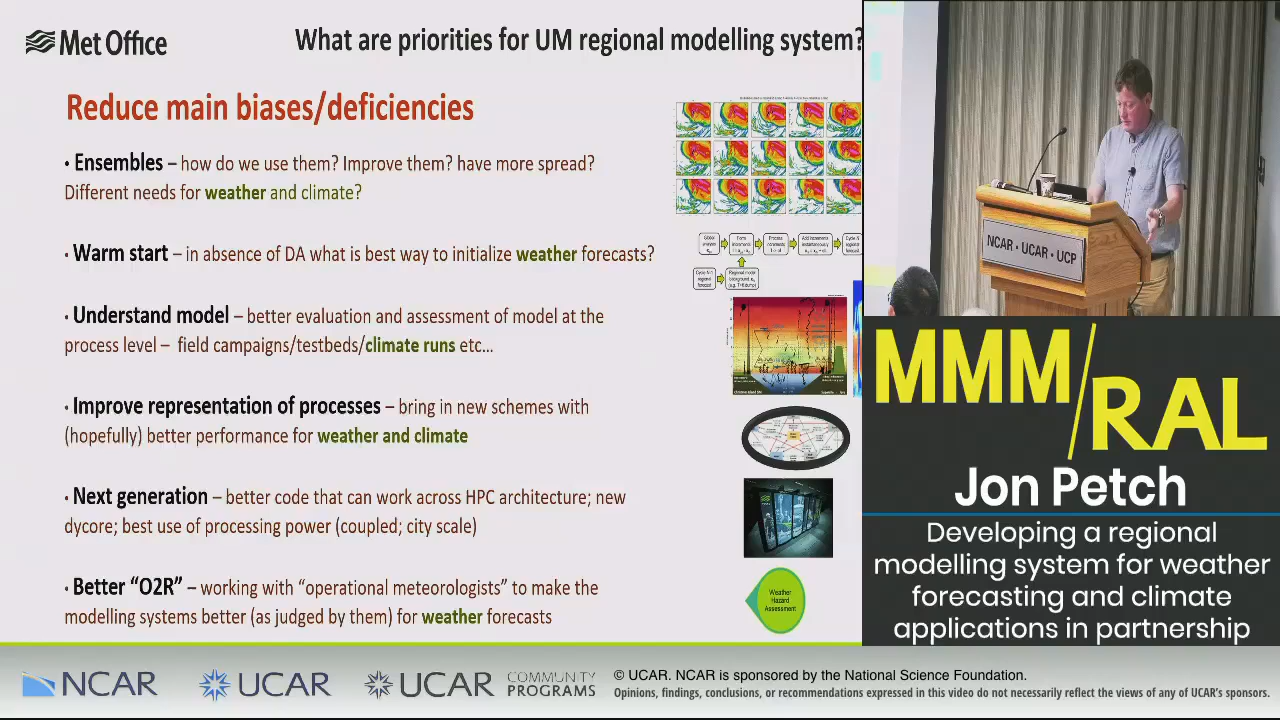 Met Office
What are priorities for UM regional modelling system?
Reduce main biases/deficiencies
• Ensembles – how do we use them? Improve them? have more spread?
Different needs for weather and climate?
• Warm start – in absence of DA what is best way to initialize weather forecasts?
• Understand model – better evaluation and assessment of model at the
process level – field campaigns/testbeds/climate runs etc...
• Improve representation of processes – bring in new schemes with
(hopefully) better performance for weather and climate
• Next generation – better code that can work across HPC architecture; new
dycore; best use of processing power (coupled; city scale)
• Better “O2R” – working with “operational meteorologists” to make the
modelling systems better (as judged by them) for weather forecasts
Weather
Hazard
Assessment
NCAR • UCAR • UCP
MMM/RAL
Jon Petch
Developing a regional
modelling system for weather
forecasting and climate
applications in partnership
NCAR
UCAR
UCAR
COMMUNITY
PROGRAMS
© UCAR. NCAR is sponsored by the National Science Foundation.
Opinions, findings, conclusions, or recommendations expressed in this video do not necessarily reflect the views of any of UCAR's sponsors.